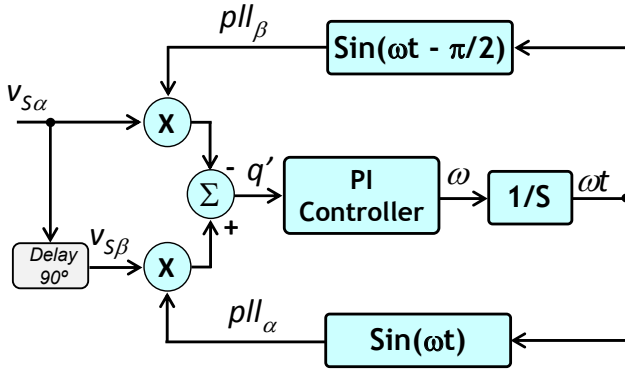 pllβ
Sin(ωt - π/2)
vSα
X
-
q’
PI
Controller
ω
1/S
ωt
Σ
+
Delay
90º
vSβ
X
pllα
Sin(ωt)